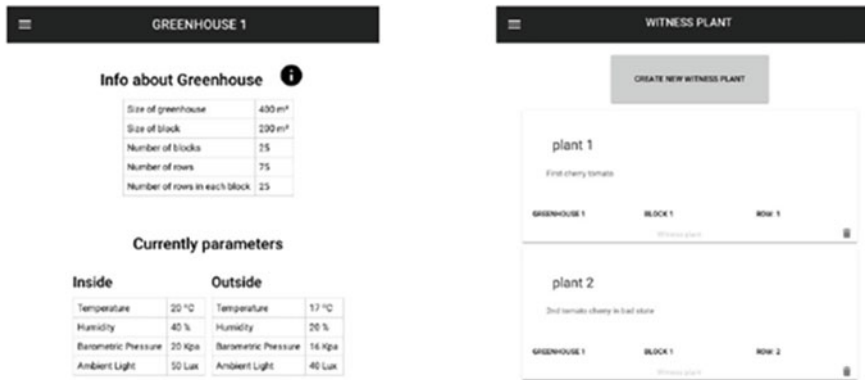 GREENHOUSE 1
Info about Greenhouse
Size of greenhouse 400 m²
Size of block 200 m²
Number of blocks 25
Number of rows 75
Number of rows in each block 25
Currently parameters
Inside Outside
Temperature 20 °C Temperature 17 °C
Humidity 40 % Humidity 20 %
Barometric Pressure 20 Kpa Barometric Pressure 16 Kpa
Ambient Light 50 Lux Ambient Light 40 Lux
WITNESS PLANT
CREATE NEW WITNESS PLANT
plant 1
First cherry tomato
GREENHOUSE 1 BLOCK 1 ROW: 1
Witness plant
plant 2
2nd tomato cherry in bad state
GREENHOUSE 1 BLOCK 1 ROW: 2
Witness plant